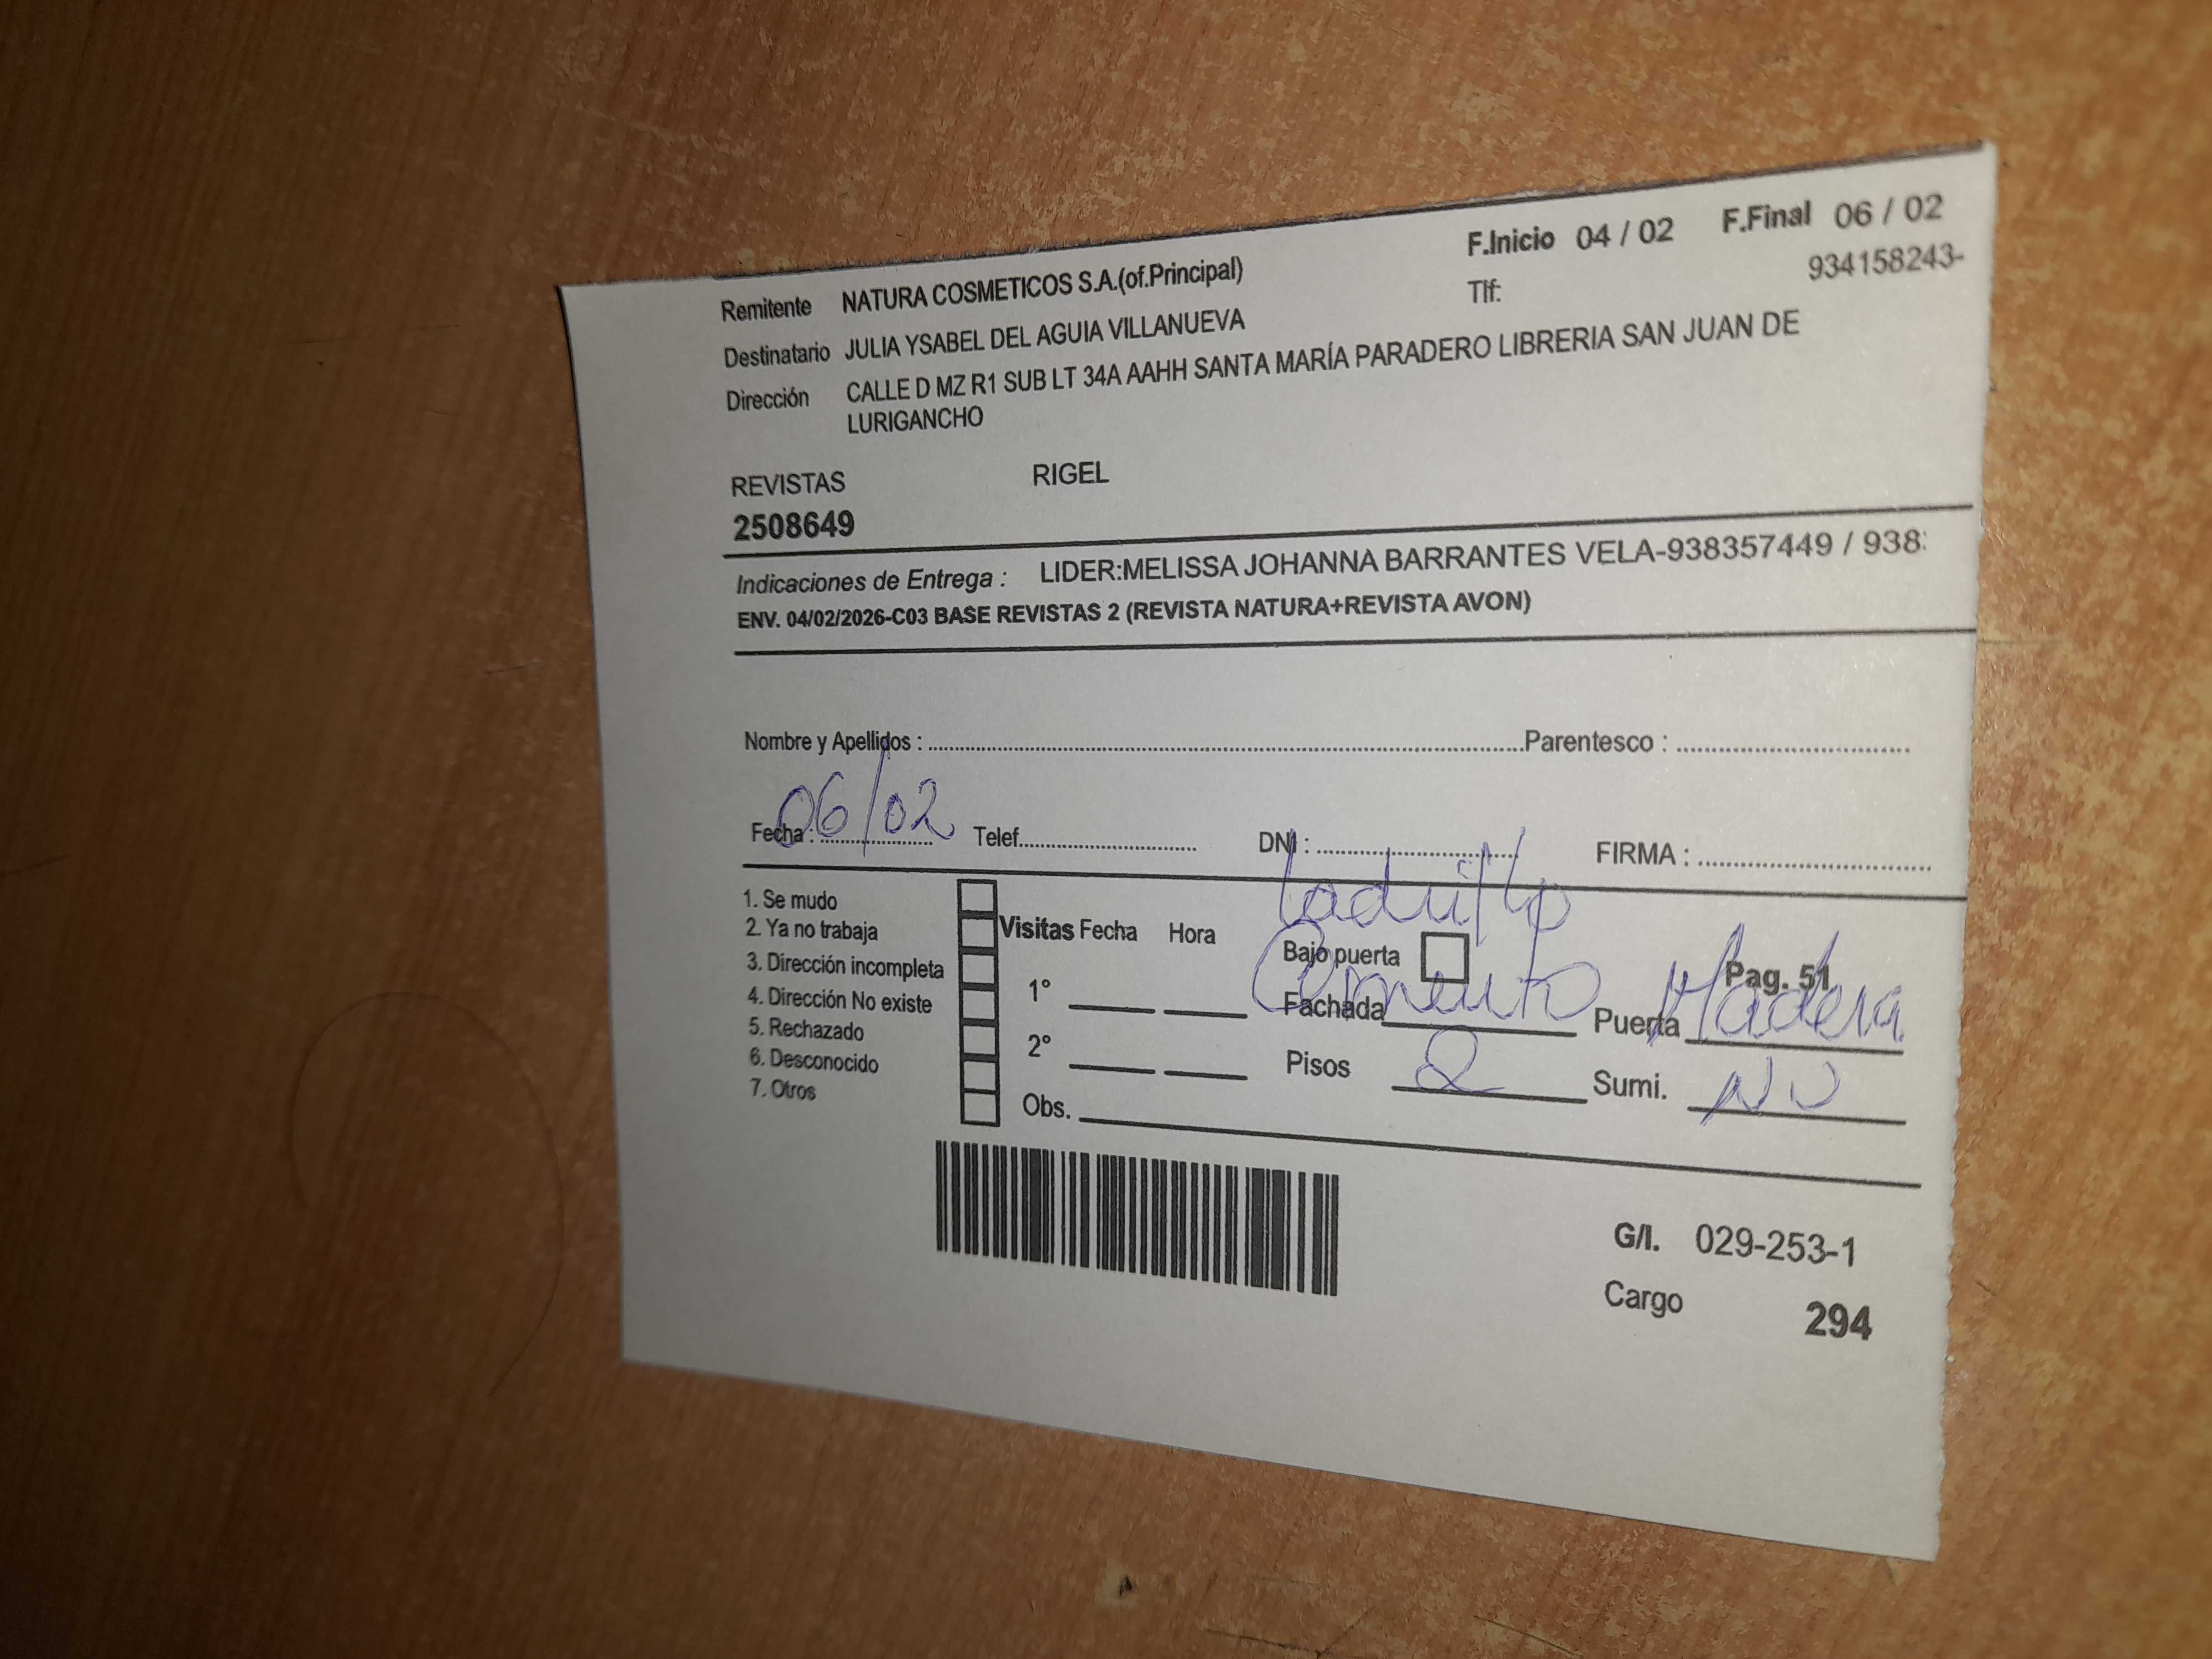 F.Inicio 04 / 02 F.Final 06 / 02
Remitente NATURA COSMETICOS S.A.(of.Principal) Tlf: 934158243-
Destinatario JULIA YSABEL DEL AGUIA VILLANUEVA
Dirección CALLE D MZ R1 SUB LT 34A AAHH SANTA MARÍA PARADERO LIBRERIA SAN JUAN DE
LURIGANCHO
REVISTAS RIGEL
2508649
Indicaciones de Entrega : LIDER:MELISSA JOHANNA BARRANTES VELA-938357449 / 938
ENV. 04/02/2026-C03 BASE REVISTAS 2 (REVISTA NATURA+REVISTA AVON)
Nombre y Apellidos : Parentesco :
Fecha : 06/02 Telef. DNI : FIRMA :
ladrillo
1. Se mudo
2. Ya no trabaja
3. Dirección incompleta
4. Dirección No existe
5. Rechazado
6. Desconocido
7. Otros
Visitas Fecha Hora
1°
2°
Obs.
Bajo puerta
Pag. 51
Fachada Cemento Puerta Madera
Pisos 2 Sumi. NO
G/I. 029-253-1
Cargo 294